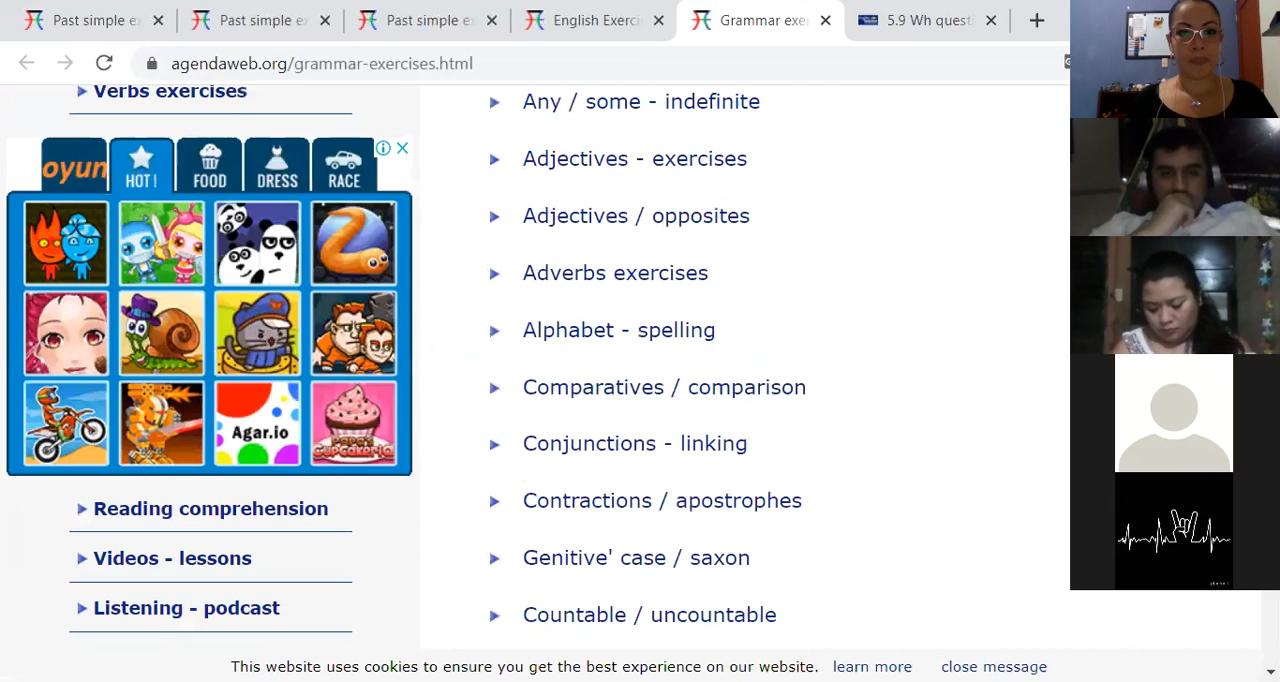 Past simple e
Past simple e
Past simple e
English Exerci
Grammar exer
5.9 Wh quest
agendaweb.org/grammar-exercises.html
Verbs exercises
oyun
HOT!
FOOD
DRESS
RACE
Agar.io
PAPA'S
CUPCAKERIA
Reading comprehension
Videos - lessons
Listening - podcast
Any / some - indefinite
Adjectives - exercises
Adjectives / opposites
Adverbs exercises
Alphabet - spelling
Comparatives / comparison
Conjunctions - linking
Contractions / apostrophes
Genitive' case / saxon
Countable / uncountable
This website uses cookies to ensure you get the best experience on our website. learn more close message